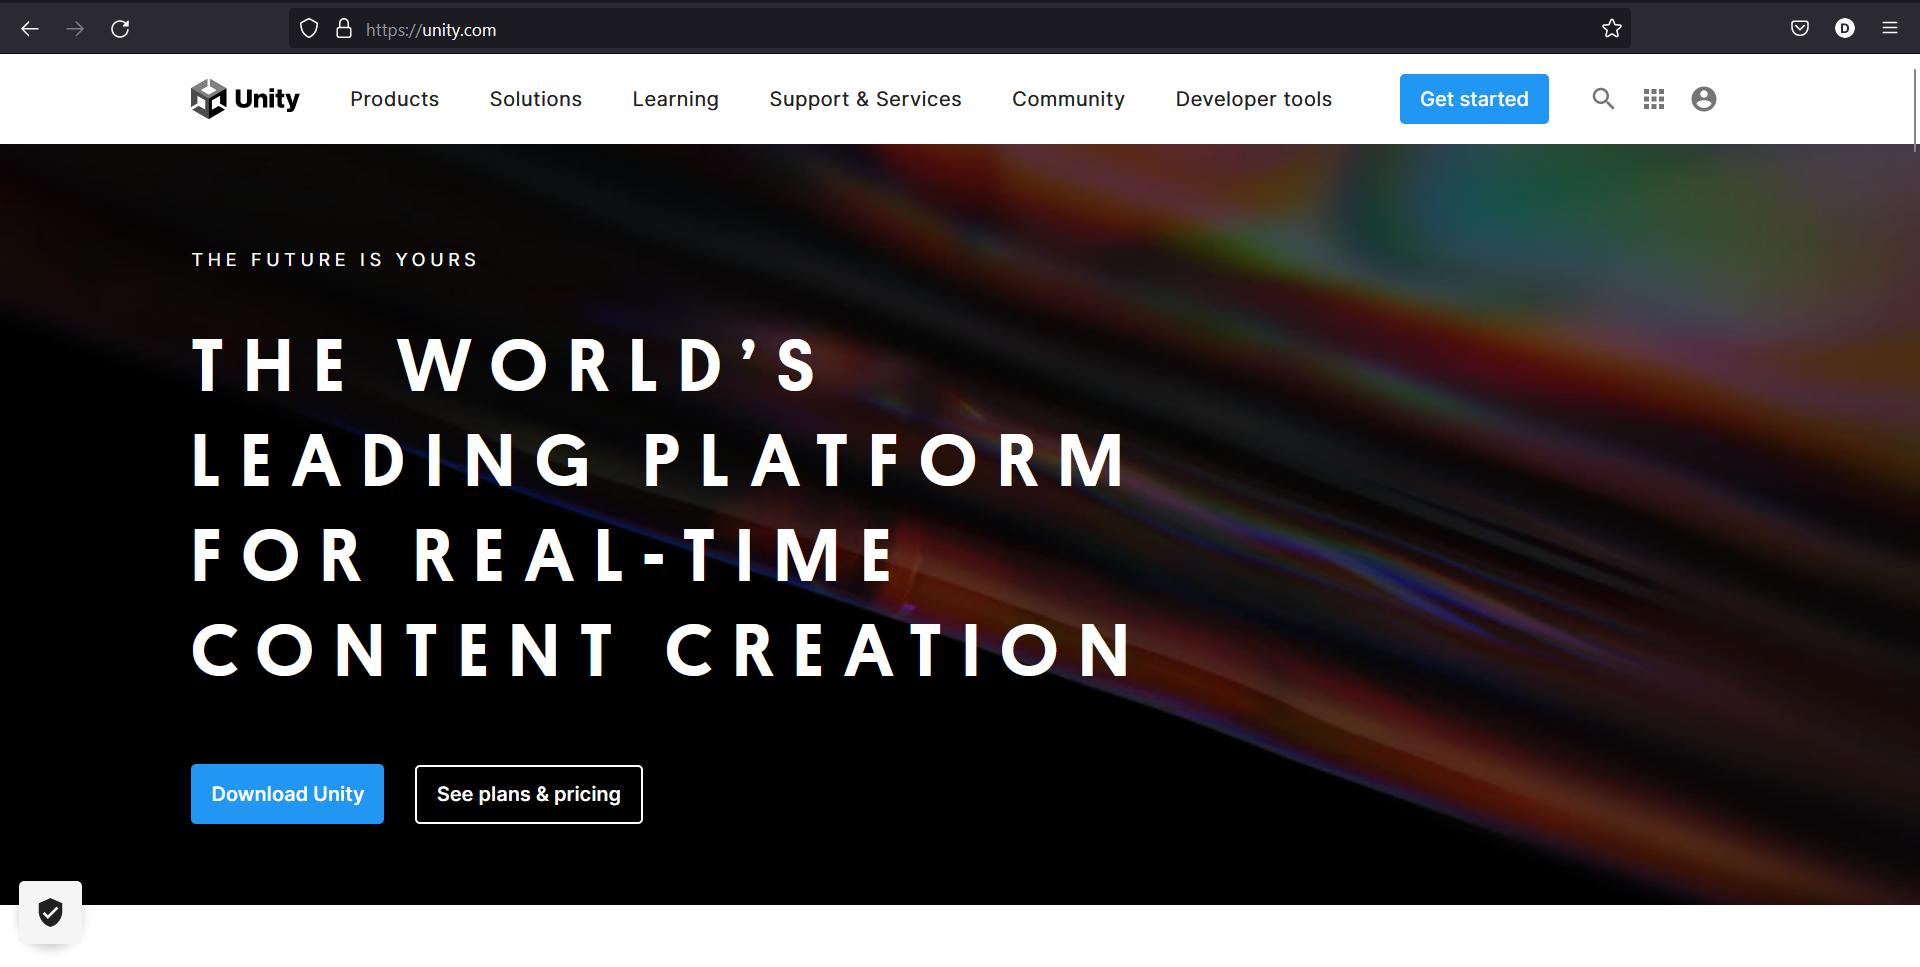 https://unity.com
D
Unity
Products
Solutions
Learning
Support & Services
Community
Developer tools
Get started
THE FUTURE IS YOURS
THE WORLD’S
LEADING PLATFORM
FOR REAL-TIME
CONTENT CREATION
Download Unity
See plans & pricing